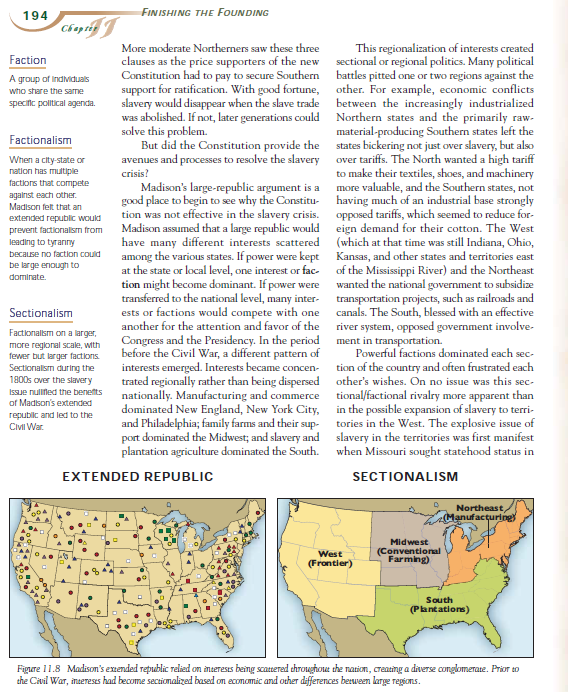 194
FINISHING THE FOUNDING
Chapter 11
Faction
A group of individuals
who share the same
specific political agenda.
Factionalism
When a city-state or
nation has multiple
factions that compete
against each other.
Madison felt that an
extended republic would
prevent factionalism from
leading to tyranny
because no faction could
be large enough to
dominate.
Sectionalism
Factionalism on a larger,
more regional scale, with
fewer but larger factions.
Sectionalism during the
1800s over the slavery
issue nullified the benefits
of Madison's extended
republic and led to the
Civil War.
More moderate Northerners saw these three
clauses as the price supporters of the new
Constitution had to pay to secure Southern
support for ratification. With good fortune,
slavery would disappear when the slave trade
was abolished. If not, later generations could
solve this problem.
But did the Constitution provide the
avenues and processes to resolve the slavery
crisis?
Madison's large-republic argument is a
good place to begin to see why the Constitu-
tion was not effective in the slavery crisis.
Madison assumed that a large republic would
have many different interests scattered
among the various states. If power were kept
at the state or local level, one interest or fac-
tion might become dominant. If power were
transferred to the national level, many inter-
ests or factions would compete with one
another for the attention and favor of the
Congress and the Presidency. In the period
before the Civil War, a different pattern of
interests emerged. Interests became concen-
trated regionally rather than being dispersed
nationally. Manufacturing and commerce
dominated New England, New York City,
and Philadelphia; family farms and their sup-
port dominated the Midwest; and slavery and
plantation agriculture dominated the South.
This regionalization of interests created
sectional or regional politics. Many political
battles pitted one or two regions against the
other. For example, economic conflicts
between the increasingly industrialized
Northern states and the primarily raw-
material-producing Southern states left the
states bickering not just over slavery, but also
over tariffs. The North wanted a high tariff
to make their textiles, shoes, and machinery
more valuable, and the Southern states, not
having much of an industrial base strongly
opposed tariffs, which seemed to reduce for-
eign demand for their cotton. The West
(which at that time was still Indiana, Ohio,
Kansas, and other states and territories east
of the Mississippi River) and the Northeast
wanted the national government to subsidize
transportation projects, such as railroads and
canals. The South, blessed with an effective
river system, opposed government involve-
ment in transportation.
Powerful factions dominated each sec-
tion of the country and often frustrated each
other's wishes. On no issue was this sec-
tional/factional rivalry more apparent than
in the possible expansion of slavery to terri-
tories in the West. The explosive issue of
slavery in the territories was first manifest
when Missouri sought statehood status in
EXTENDED REPUBLIC
SECTIONALISM
Northeast
(Manufacturing)
Midwest
(Conventional
Farming)
West
(Frontier)
South
(Plantations)
Figure 11.8 Madison's extended republic relied on interests being scattered throughout the nation, creating a diverse conglomerate. Prior to
the Civil War, interests had become sectionalized based on economic and other differences between large regions.